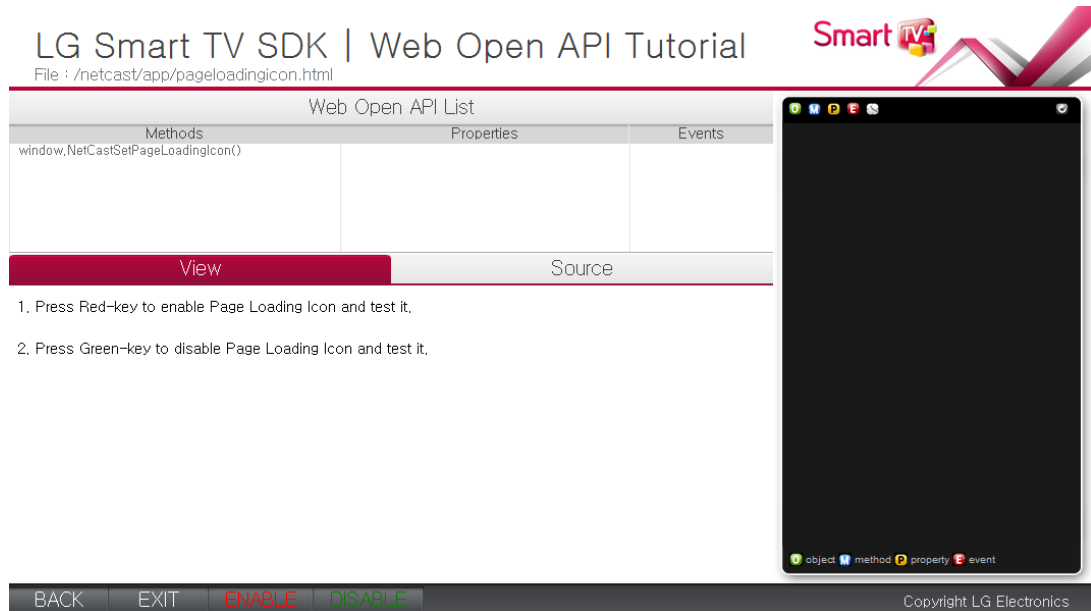 LG Smart TV SDK | Web Open API Tutorial
File : /netcast/app/pageloadingicon.html
Smart TV
Web Open API List
Methods
Properties
Events
window,NetCastSetPageLoadingIcon()
O M P E S
View
Source
1, Press Red-key to enable Page Loading Icon and test it,
2, Press Green-key to disable Page Loading Icon and test it,
O object M method P property E event
BACK
EXIT
ENABLE
DISABLE
Copyright LG Electronics